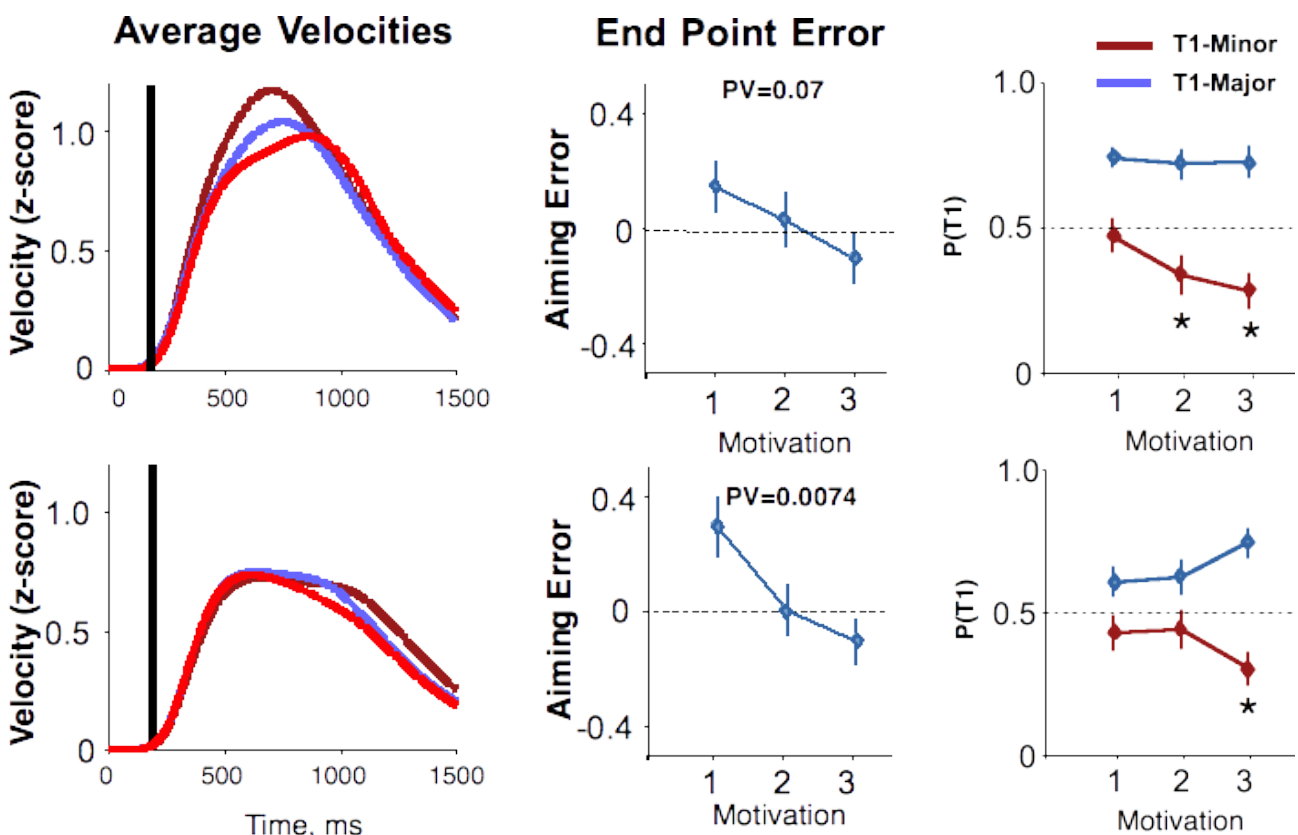 Average Velocities
End Point Error
T1-Minor
T1-Major
Velocity (z-score)
1.0
0.5
0
0 500 1000 1500
Aiming Error
PV=0.07
0.4
0
-0.4
1 2 3
Motivation
P(T1)
1.0
0.5
0
* *
1 2 3
Motivation
Velocity (z-score)
1.0
0.5
0
0 500 1000 1500
Time, ms
Aiming Error
PV=0.0074
0.4
0
-0.4
1 2 3
Motivation
P(T1)
1.0
0.5
0
*
1 2 3
Motivation